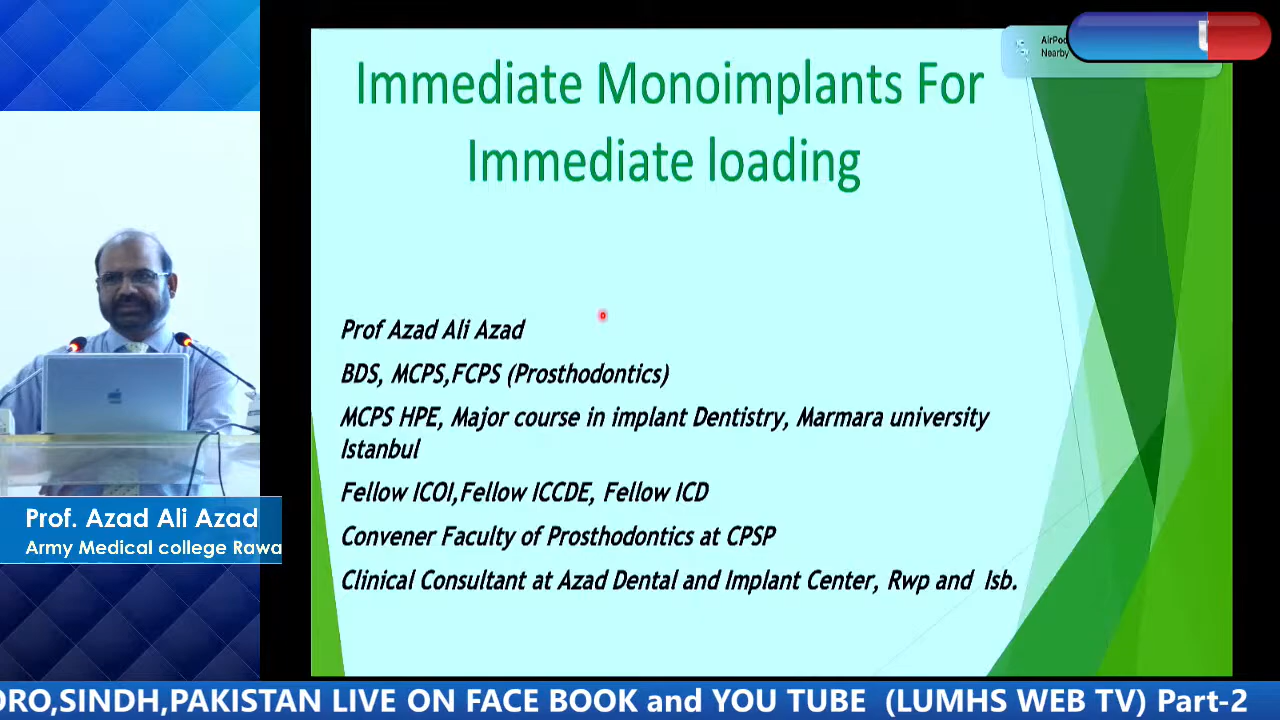 AirPod
Nearby
Immediate Monoimplants For
Immediate loading
Prof Azad Ali Azad
BDS, MCPS,FCPS (Prosthodontics)
MCPS HPE, Major course in implant Dentistry, Marmara university
Istanbul
Fellow ICOI,Fellow ICCDE, Fellow ICD
Convener Faculty of Prosthodontics at CPSP
Clinical Consultant at Azad Dental and Implant Center, Rwp and Isb.
Prof. Azad Ali Azad
Army Medical college Rawa
ORO,SINDH,PAKISTAN LIVE ON FACE BOOK and YOU TUBE (LUMHS WEB TV) Part-2